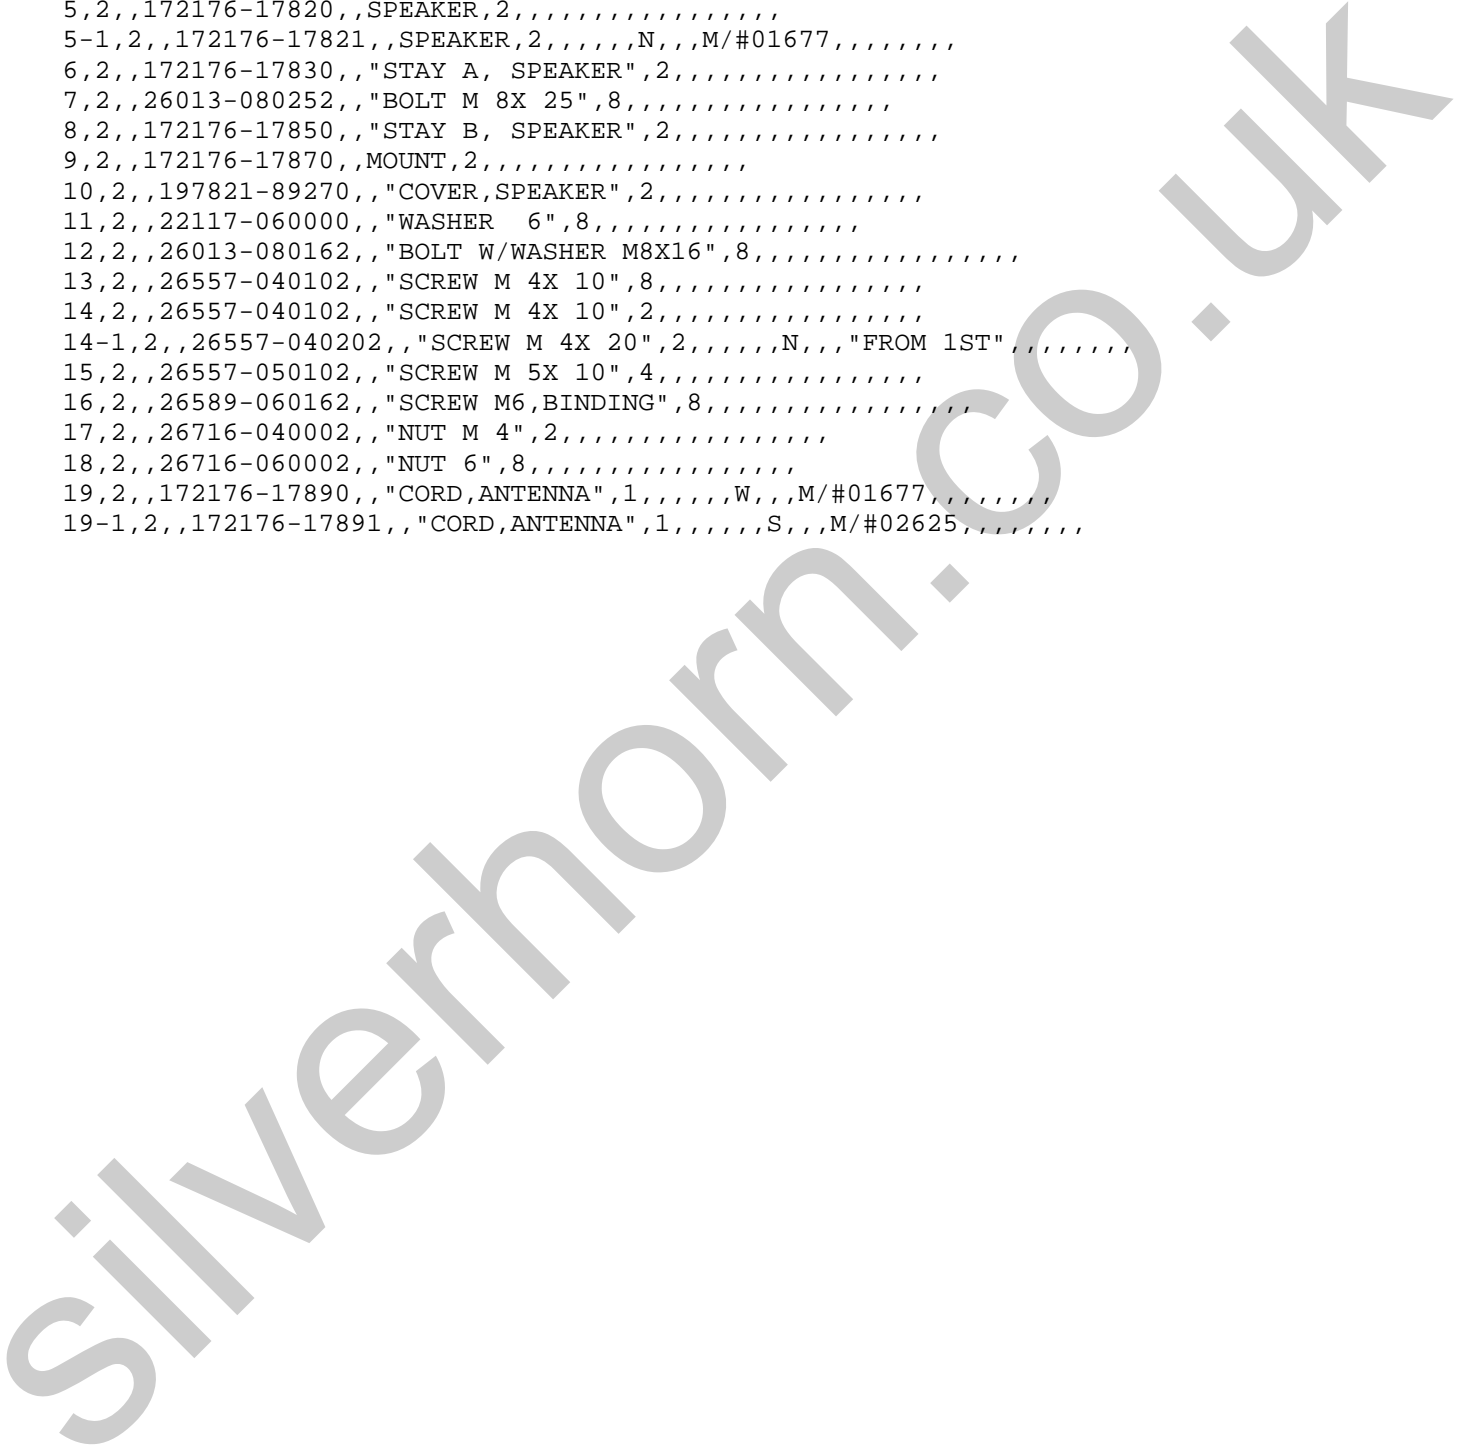 5,2,,172176-17820,,SPEAKER,2,,,,,,,,,,,,,,,,,
5-1,2,,172176-17821,,SPEAKER,2,,,,,,N,,,M/#01677,,,,,,,,
6,2,,172176-17830,,"STAY A, SPEAKER",2,,,,,,,,,,,,,,,,,
7,2,,26013-080252,,"BOLT M 8X 25",8,,,,,,,,,,,,,,,,,
8,2,,172176-17850,,"STAY B, SPEAKER",2,,,,,,,,,,,,,,,,,
9,2,,172176-17870,,MOUNT,2,,,,,,,,,,,,,,,,,
10,2,,197821-89270,,"COVER,SPEAKER",2,,,,,,,,,,,,,,,,,
11,2,,22117-060000,,"WASHER  6",8,,,,,,,,,,,,,,,,,
12,2,,26013-080162,,"BOLT W/WASHER M8X16",8,,,,,,,,,,,,,,,,,
13,2,,26557-040102,,"SCREW M 4X 10",8,,,,,,,,,,,,,,,,,
14,2,,26557-040102,,"SCREW M 4X 10",2,,,,,,,,,,,,,,,,,
14-1,2,,26557-040202,,"SCREW M 4X 20",2,,,,,,N,,,"FROM 1ST",,,,,,,,
15,2,,26557-050102,,"SCREW M 5X 10",4,,,,,,,,,,,,,,,,,
16,2,,26589-060162,,"SCREW M6,BINDING",8,,,,,,,,,,,,,,,,,
17,2,,26716-040002,,"NUT M 4",2,,,,,,,,,,,,,,,,,
18,2,,26716-060002,,"NUT 6",8,,,,,,,,,,,,,,,,,
19,2,,172176-17890,,"CORD,ANTENNA",1,,,,,,W,,,M/#01677,,,,,,,,
19-1,2,,172176-17891,,"CORD,ANTENNA",1,,,,,,S,,,M/#02625,,,,,,,,
silverhorn.co.uk